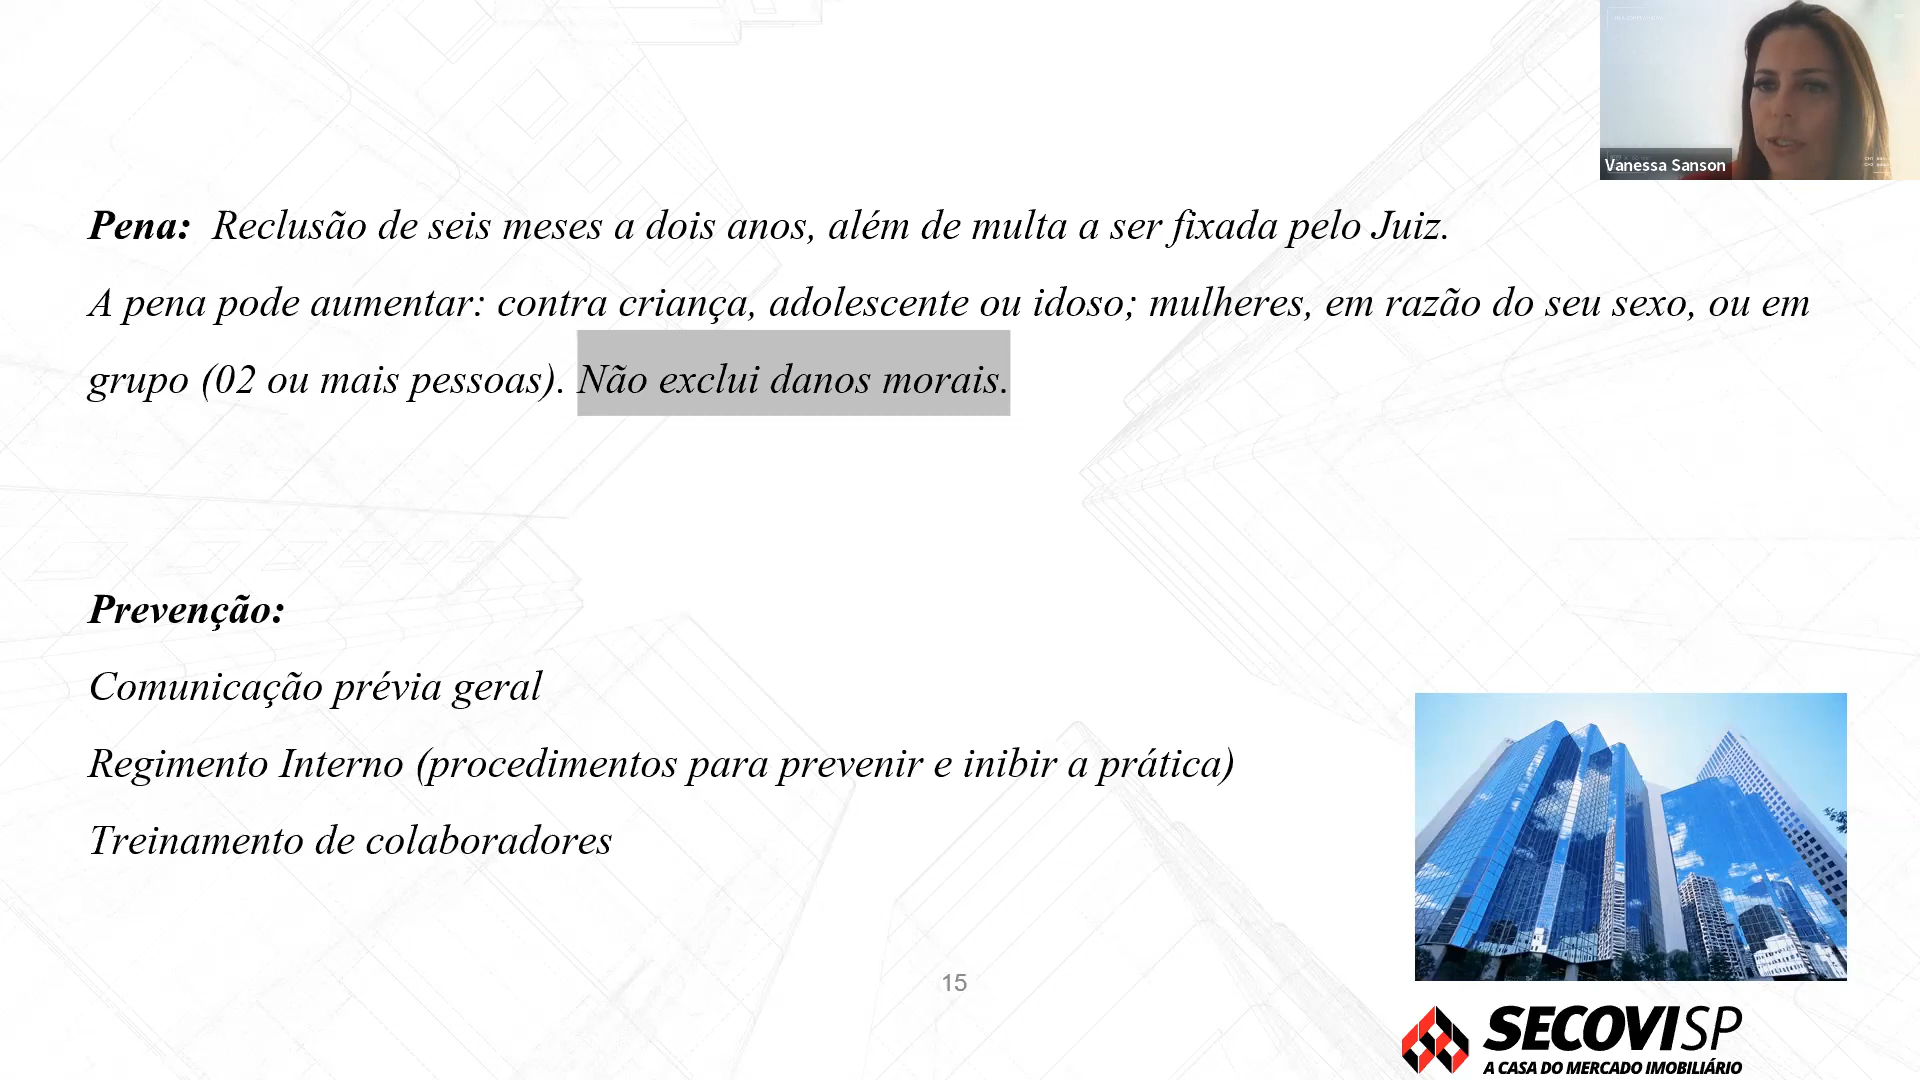 Vanessa Sanson
Pena: Reclusão de seis meses a dois anos, além de multa a ser fixada pelo Juiz.
A pena pode aumentar: contra criança, adolescente ou idoso; mulheres, em razão do seu sexo, ou em
grupo (02 ou mais pessoas). Não exclui danos morais.
Prevenção:
Comunicação prévia geral
Regimento Interno (procedimentos para prevenir e inibir a prática)
Treinamento de colaboradores
15
SECOVI SP
A CASA DO MERCADO IMOBILIÁRIO